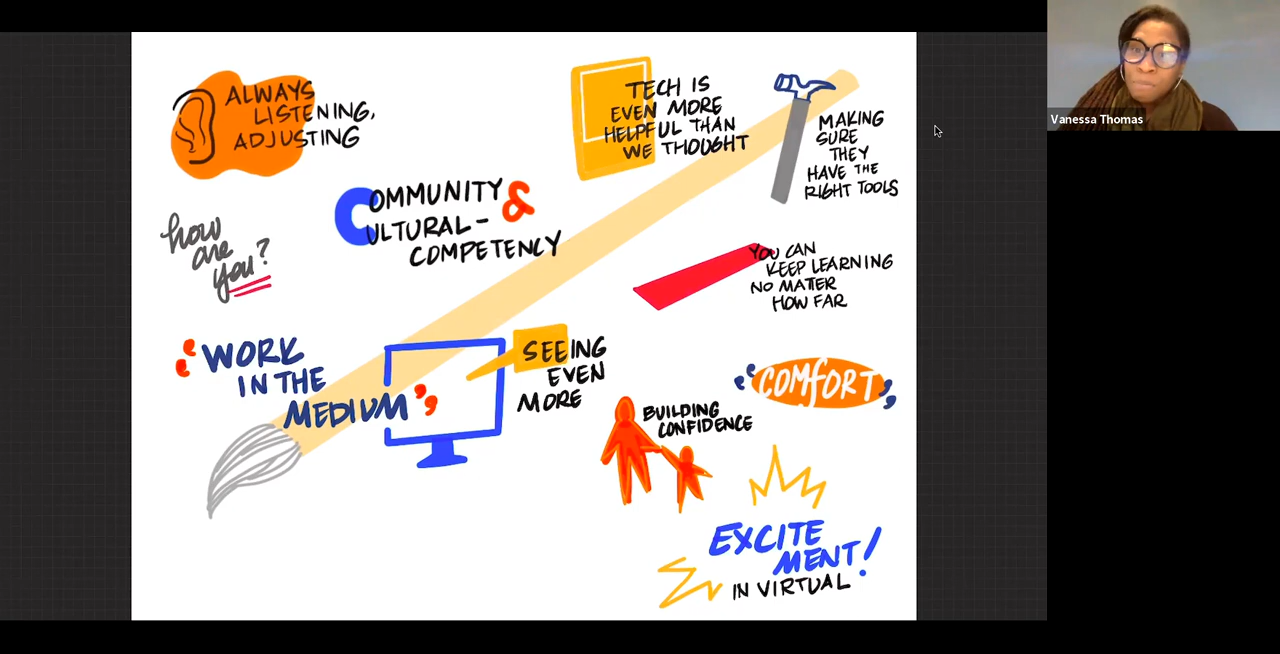 ALWAYS
LISTENING,
ADJUSTING
TECH IS
EVEN MORE
HELPFUL THAN
WE THOUGHT
MAKING
SURE
THEY
HAVE THE
RIGHT TOOLS
Vanessa Thomas
COMMUNITY &
CULTURAL-
COMPETENCY
how
are
you?
YOU CAN
KEEP LEARNING
NO MATTER
HOW FAR
“WORK
IN THE
MEDIUM”
SEEING
EVEN
MORE
“COMFORT”
BUILDING
CONFIDENCE
EXCITE
MENT!
IN VIRTUAL